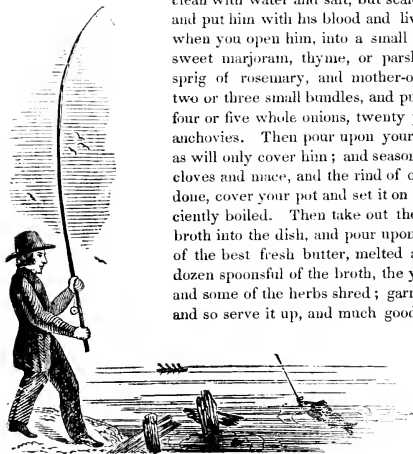 clean with water and salt, but scal
and put him with his blood and liv
when you open him, into a small
sweet marjoram, thyme, or parsl
sprig of rosemary, and mother-o
two or three small bundles, and pu
four or five whole onions, twenty
anchovies. Then pour upon your
as will only cover him; and season
cloves and mace, and the rind of o
done, cover your pot and set it on
ciently boiled. Then take out the
broth into the dish, and pour upon
of the best fresh butter, melted a
dozen spoonsful of the broth, the y
and some of the herbs shred; garn
and so serve it up, and much good